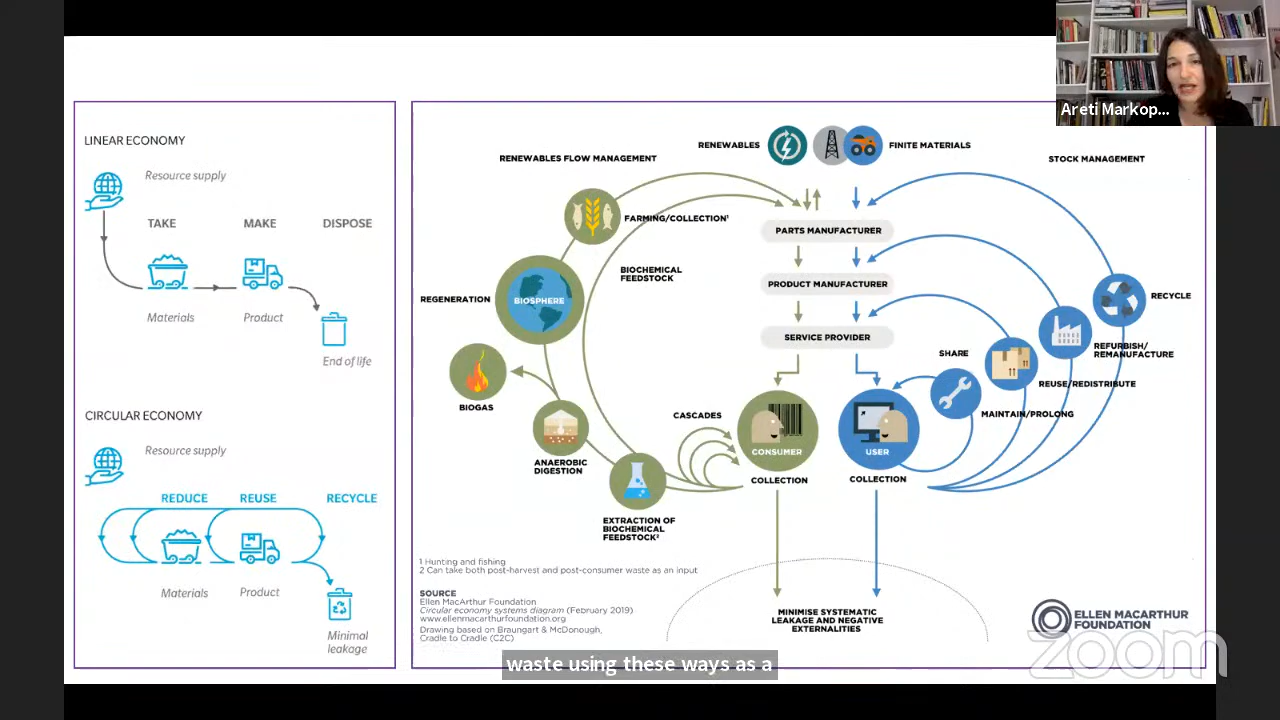 Areti Markop...
LINEAR ECONOMY
Resource supply
TAKE
MAKE
DISPOSE
Materials
Product
End of life
CIRCULAR ECONOMY
Resource supply
REDUCE
REUSE
RECYCLE
Materials
Product
Minimal
leakage
RENEWABLES
FINITE MATERIALS
RENEWABLES FLOW MANAGEMENT
STOCK MANAGEMENT
FARMING/COLLECTION¹
PARTS MANUFACTURER
BIOCHEMICAL
FEEDSTOCK
PRODUCT MANUFACTURER
REGENERATION
BIOSPHERE
RECYCLE
SERVICE PROVIDER
SHARE
REFURBISH/
REMANUFACTURE
REUSE/REDISTRIBUTE
BIOGAS
CASCADES
MAINTAIN/PROLONG
CONSUMER
USER
ANAEROBIC
DIGESTION
COLLECTION
COLLECTION
EXTRACTION OF
BIOCHEMICAL
FEEDSTOCK²
1 Hunting and fishing
2 Can take both post-harvest and post-consumer waste as an input
SOURCE
Ellen MacArthur Foundation
Circular economy systems diagram (February 2019)
www.ellenmacarthurfoundation.org
Drawing based on Braungart & McDonough,
Cradle to Cradle (C2C)
MINIMISE SYSTEMATIC
LEAKAGE AND NEGATIVE
EXTERNALITIES
ELLEN MACARTHUR
FOUNDATION
zoom
waste using these ways as a